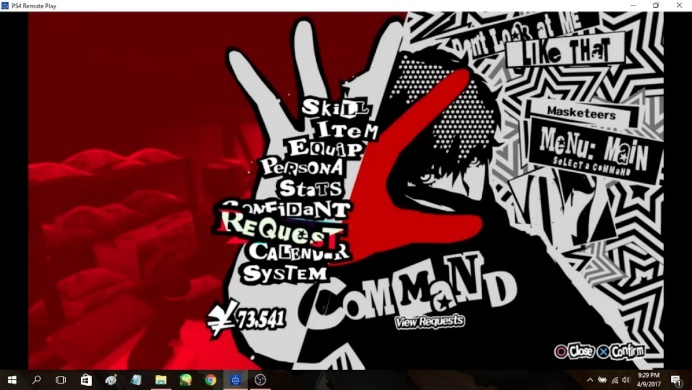 PS4 Remote Play
Don't Look at ME
LIKE THAT
Masketeers
MeNU: MaiN
SeLECT a CoMMaND
SKiLL
ITeM
EQUIP
PeRSONA
STaTS
CONFiDaNT
REQuesT
CALENDaR
SYSTeM
COMMaND
View Requests
¥73,541
Close
Confirm
9:29 PM
4/9/2017